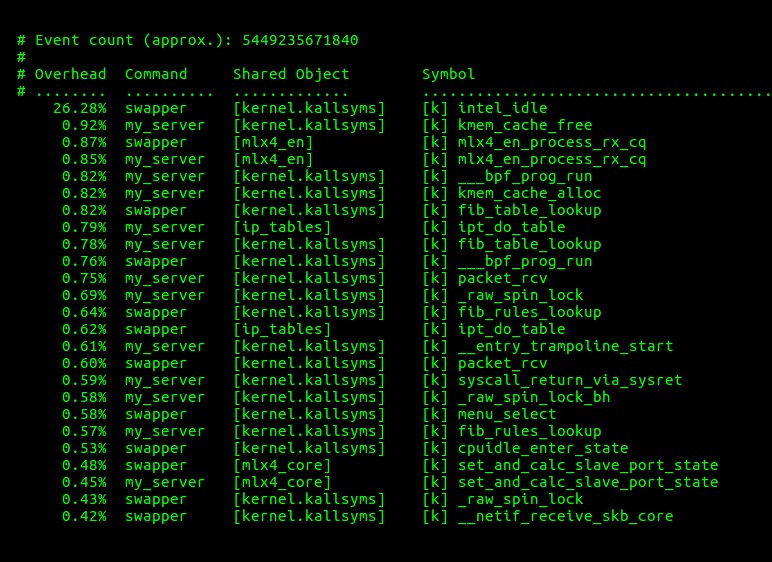 # Event count (approx.): 5449235671840
#
# Overhead  Command     Shared Object        Symbol
# ........  ..........  .............        ......................................
    26.28%  swapper     [kernel.kallsyms]    [k] intel_idle
     0.92%  my_server   [kernel.kallsyms]    [k] kmem_cache_free
     0.87%  swapper     [mlx4_en]            [k] mlx4_en_process_rx_cq
     0.85%  my_server   [mlx4_en]            [k] mlx4_en_process_rx_cq
     0.82%  my_server   [kernel.kallsyms]    [k] ___bpf_prog_run
     0.82%  my_server   [kernel.kallsyms]    [k] kmem_cache_alloc
     0.82%  swapper     [kernel.kallsyms]    [k] fib_table_lookup
     0.79%  my_server   [ip_tables]          [k] ipt_do_table
     0.78%  my_server   [kernel.kallsyms]    [k] fib_table_lookup
     0.76%  swapper     [kernel.kallsyms]    [k] ___bpf_prog_run
     0.75%  my_server   [kernel.kallsyms]    [k] packet_rcv
     0.69%  my_server   [kernel.kallsyms]    [k] _raw_spin_lock
     0.64%  swapper     [kernel.kallsyms]    [k] fib_rules_lookup
     0.62%  swapper     [ip_tables]          [k] ipt_do_table
     0.61%  my_server   [kernel.kallsyms]    [k] __entry_trampoline_start
     0.60%  swapper     [kernel.kallsyms]    [k] packet_rcv
     0.59%  my_server   [kernel.kallsyms]    [k] syscall_return_via_sysret
     0.58%  my_server   [kernel.kallsyms]    [k] _raw_spin_lock_bh
     0.58%  swapper     [kernel.kallsyms]    [k] menu_select
     0.57%  my_server   [kernel.kallsyms]    [k] fib_rules_lookup
     0.53%  swapper     [kernel.kallsyms]    [k] cpuidle_enter_state
     0.48%  swapper     [mlx4_core]          [k] set_and_calc_slave_port_state
     0.45%  my_server   [mlx4_core]          [k] set_and_calc_slave_port_state
     0.43%  swapper     [kernel.kallsyms]    [k] _raw_spin_lock
     0.42%  swapper     [kernel.kallsyms]    [k] __netif_receive_skb_core